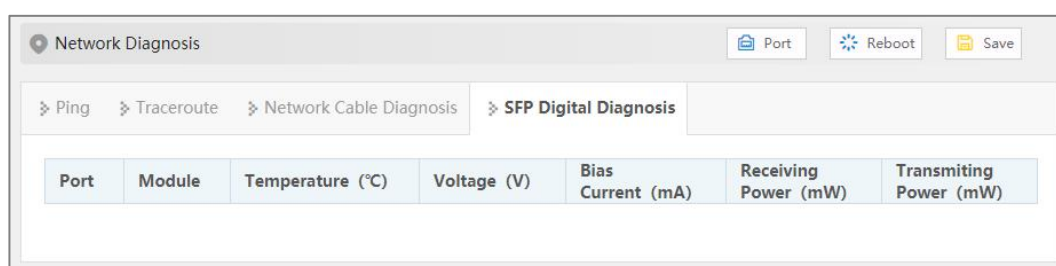 Network Diagnosis Port Reboot Save
Ping Traceroute Network Cable Diagnosis SFP Digital Diagnosis
Port Module Temperature (℃) Voltage (V) Bias Current (mA) Receiving Power (mW) Transmiting Power (mW)